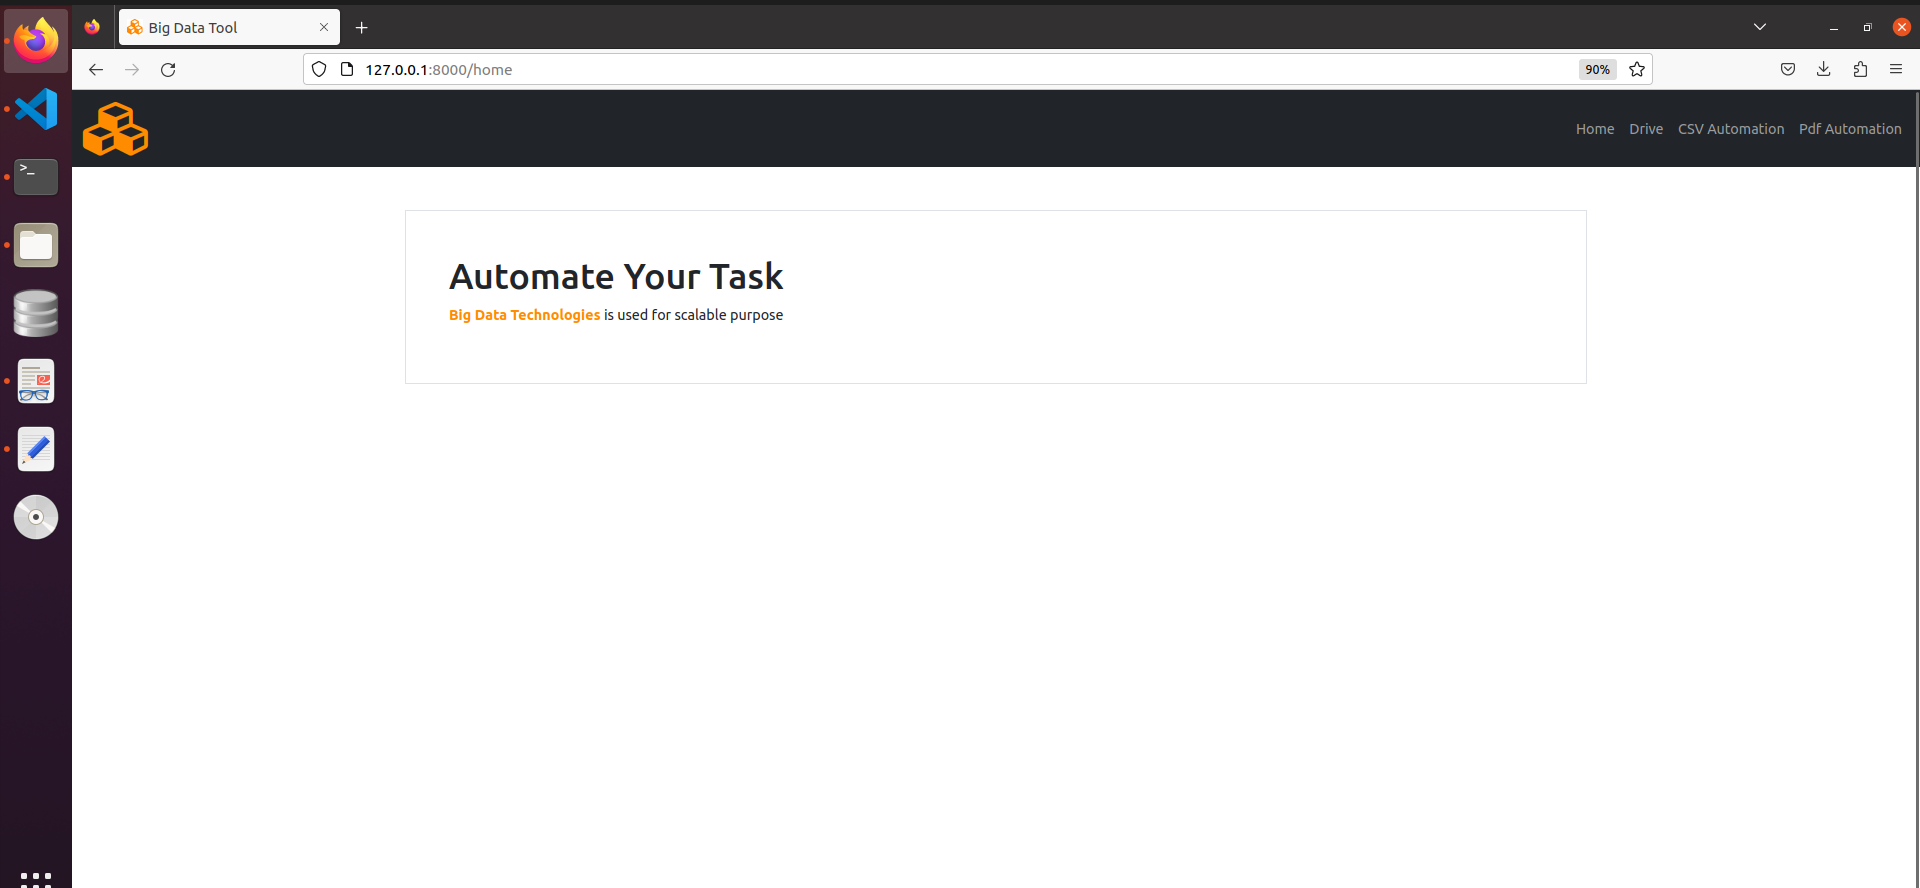 Big Data Tool
127.0.0.1:8000/home
90%
>_
Home Drive CSV Automation Pdf Automation
Automate Your Task
Big Data Technologies is used for scalable purpose